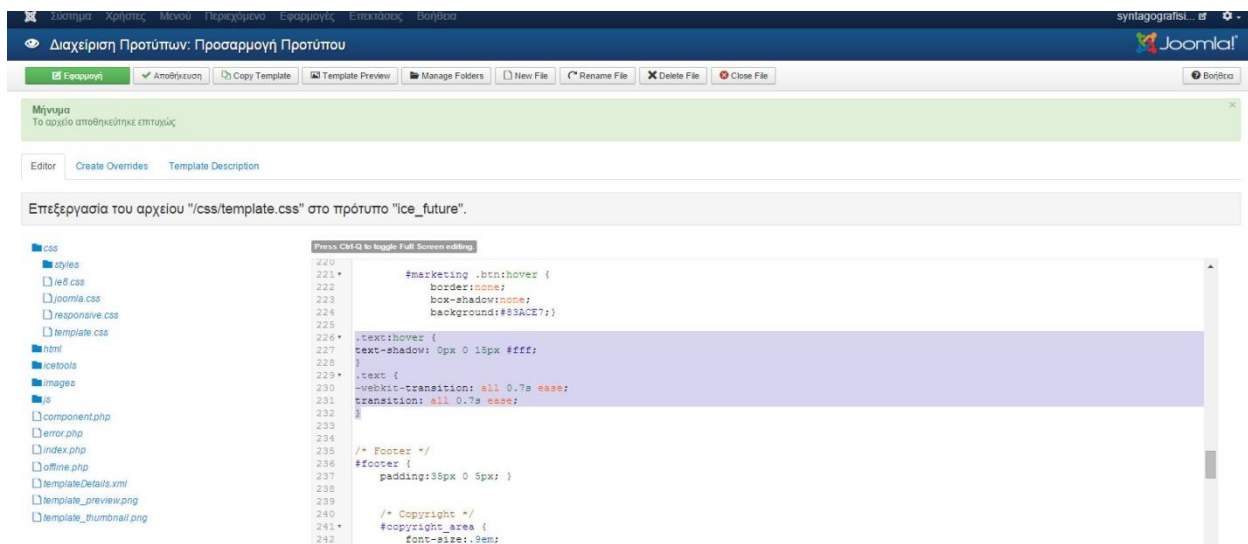 Σύστημα Χρήστες Μενού Περιεχόμενο Εφαρμογές Επεκτάσεις Βοήθεια syntagografisi...
Διαχείριση Προτύπων: Προσαρμογή Προτύπου Joomla!
Εφαρμογή Αποθήκευση Copy Template Template Preview Manage Folders New File Rename File Delete File Close File Βοήθεια
Μήνυμα ×
Το αρχείο αποθηκεύτηκε επιτυχώς
Editor Create Overrides Template Description
Επεξεργασία του αρχείου "/css/template.css" στο πρότυπο "ice_future".
css
styles
ie8.css
joomla.css
responsive.css
template.css
html
icetools
images
js
component.php
error.php
index.php
offline.php
templateDetails.xml
template_preview.png
template_thumbnail.png
Press Ctrl-Q to toggle Full Screen editing.
220
221 #marketing .btn:hover {
222 border:none;
223 box-shadow:none;
224 background:#83ACE7;}
225
226 .text:hover {
227 text-shadow: 0px 0 15px #fff;
228 }
229 .text {
230 -webkit-transition: all 0.7s ease;
231 transition: all 0.7s ease;
232 }
233
234
235 /* Footer */
236 #footer {
237 padding:35px 0 5px; }
238
239
240 /* Copyright */
241 #copyright_area {
242 font-size:.9em;